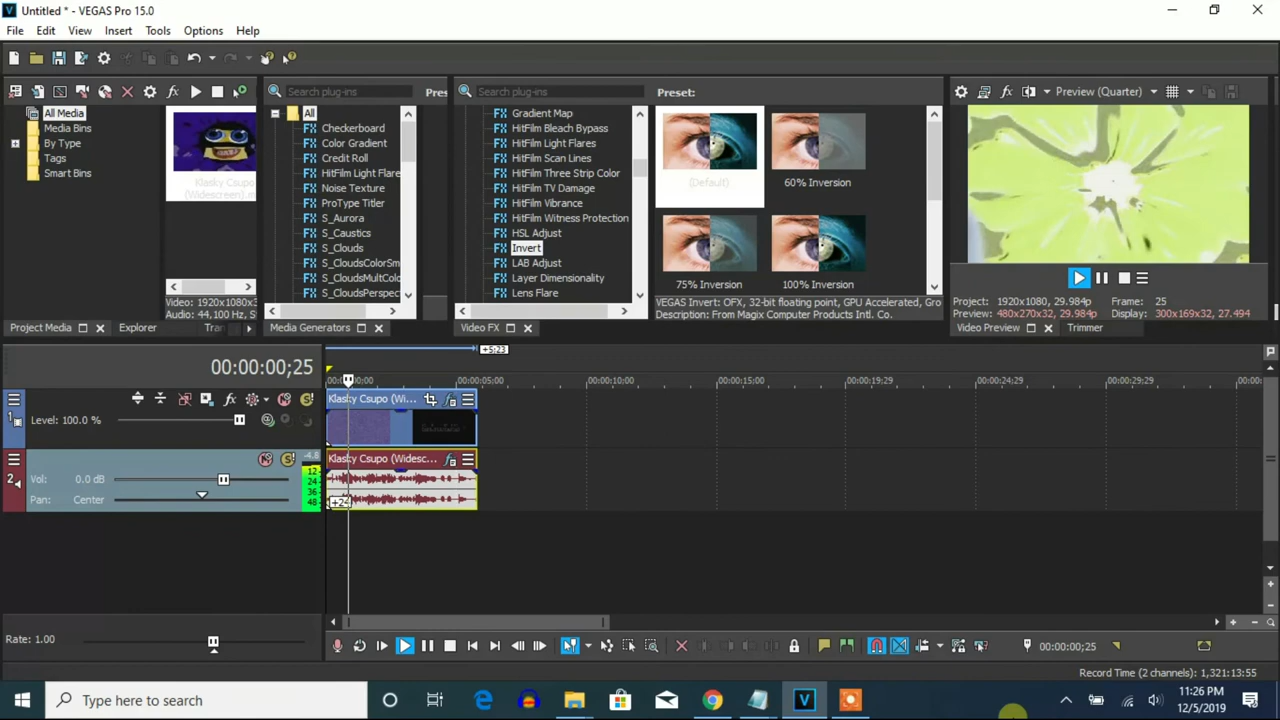 Untitled * - VEGAS Pro 15.0
File Edit View Insert Tools Options Help
Search plug-ins
Pres
Search plug-ins
Preset:
Preview (Quarter)
All Media
Media Bins
By Type
Tags
Smart Bins
Klasky Csupo
(Widescreen).m
Video: 1920x1080x3
Audio: 44,100 Hz, S
Project Media
Explorer
Tran
All
Checkerboard
Color Gradient
Credit Roll
HitFilm Light Flare
Noise Texture
ProType Titler
S_Aurora
S_Caustics
S_Clouds
S_CloudsColorSm
S_CloudsMultColo
S_CloudsPerspec
Media Generators
Gradient Map
HitFilm Bleach Bypass
HitFilm Light Flares
HitFilm Scan Lines
HitFilm Three Strip Color
HitFilm TV Damage
HitFilm Vibrance
HitFilm Witness Protection
HSL Adjust
Invert
LAB Adjust
Layer Dimensionality
Lens Flare
Video FX
(Default)
60% Inversion
75% Inversion
100% Inversion
VEGAS Invert: OFX, 32-bit floating point, GPU Accelerated, Gro
Description: From Magix Computer Products Intl. Co.
Project: 1920x1080, 29.984p
Frame: 25
Preview: 480x270x32, 29.984p
Display: 300x169x32, 27.494
Video Preview
Trimmer
00:00:00;25
+5;23
00:00
00:00:05;00
00:00:10;00
00:00:15;00
00:00:19;29
00:00:24;29
00:00:29;29
00:00:
1
Level: 100.0 %
Klasky Csupo (Wi...
2
-4.8
Vol: 0.0 dB
Pan: Center
12
24
36
48
Klasky Csupo (Widesc...
Rate: 1.00
00:00:00;25
Record Time (2 channels): 1,321:13:55
Type here to search
11:26 PM
12/5/2019